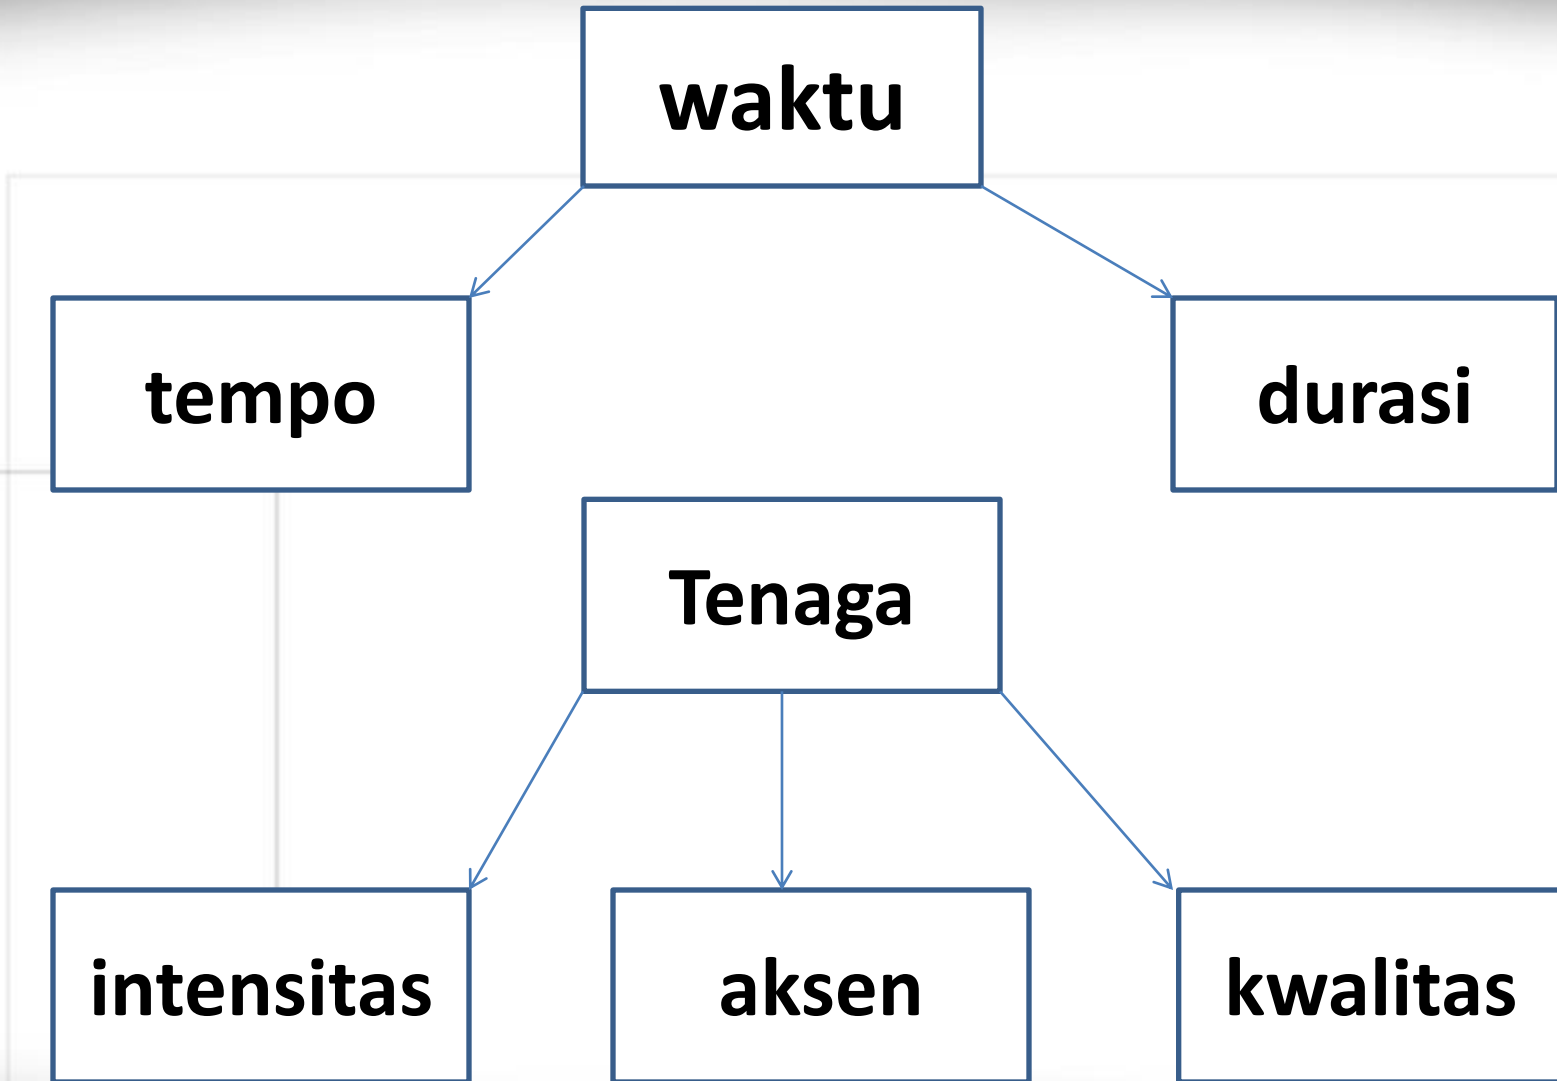 waktu
tempo
durasi
Tenaga
intensitas
aksen
kwalitas